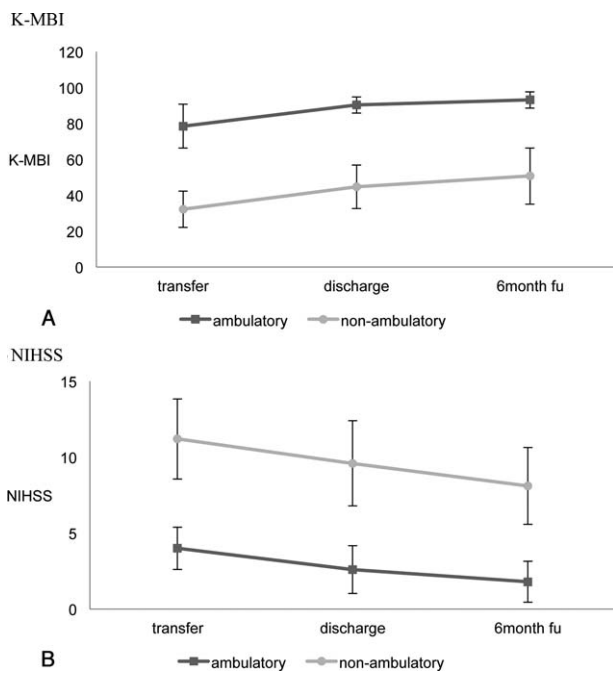 K-MBI
120
100
80
60
40
20
0
K-MBI
transfer discharge 6month fu
A
ambulatory non-ambulatory
NIHSS
15
10
5
0
NIHSS
transfer discharge 6month fu
B
ambulatory non-ambulatory